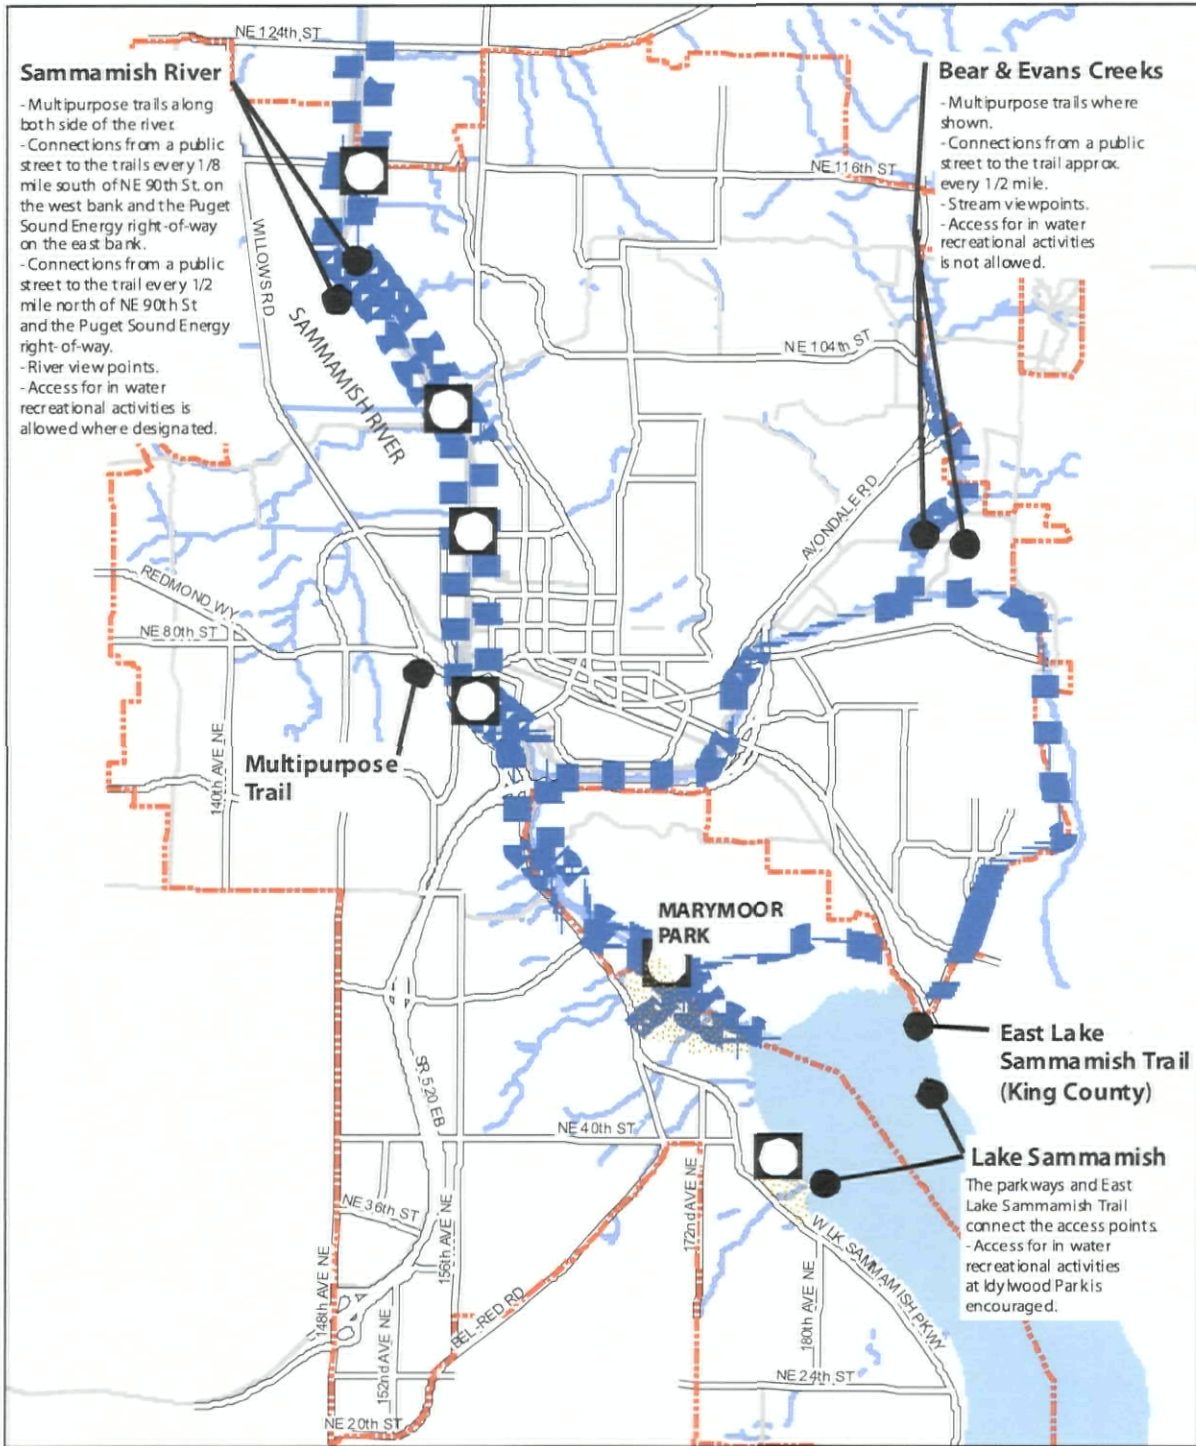 NE 124th ST
Sammamish River
- Multipurpose trails along
both side of the river.
- Connections from a public
street to the trails every 1/8
mile south of NE 90th St. on
the west bank and the Puget
Sound Energy right-of-way
on the east bank.
- Connections from a public
street to the trail every 1/2
mile north of NE 90th St
and the Puget Sound Energy
right-of-way.
- River view points.
- Access for in water
recreational activities is
allowed where designated.
Bear & Evans Creeks
- Multipurpose trails where
shown.
- Connections from a public
street to the trail approx.
every 1/2 mile.
- Stream viewpoints.
- Access for in water
recreational activities
is not allowed.
NE 116th ST
WILLOWS RD
SAMMAMISH RIVER
NE 104th ST
AVONDALE RD
REDMOND WY
NE 80th ST
140th AVE NE
Multipurpose
Trail
MARYMOOR
PARK
East Lake
Sammamish Trail
(King County)
SR 520 EB
NE 40th ST
Lake Sammamish
The parkways and East
Lake Sammamish Trail
connect the access points.
- Access for in water
recreational activities
at Idylwood Park is
encouraged.
NE 36th ST
148th AVE NE
156th AVE NE
172nd AVE NE
W LK SAMMAMISH PKWY
180th AVE NE
BEL-RED RD
152nd AVE NE
NE 24th ST
NE 20th ST